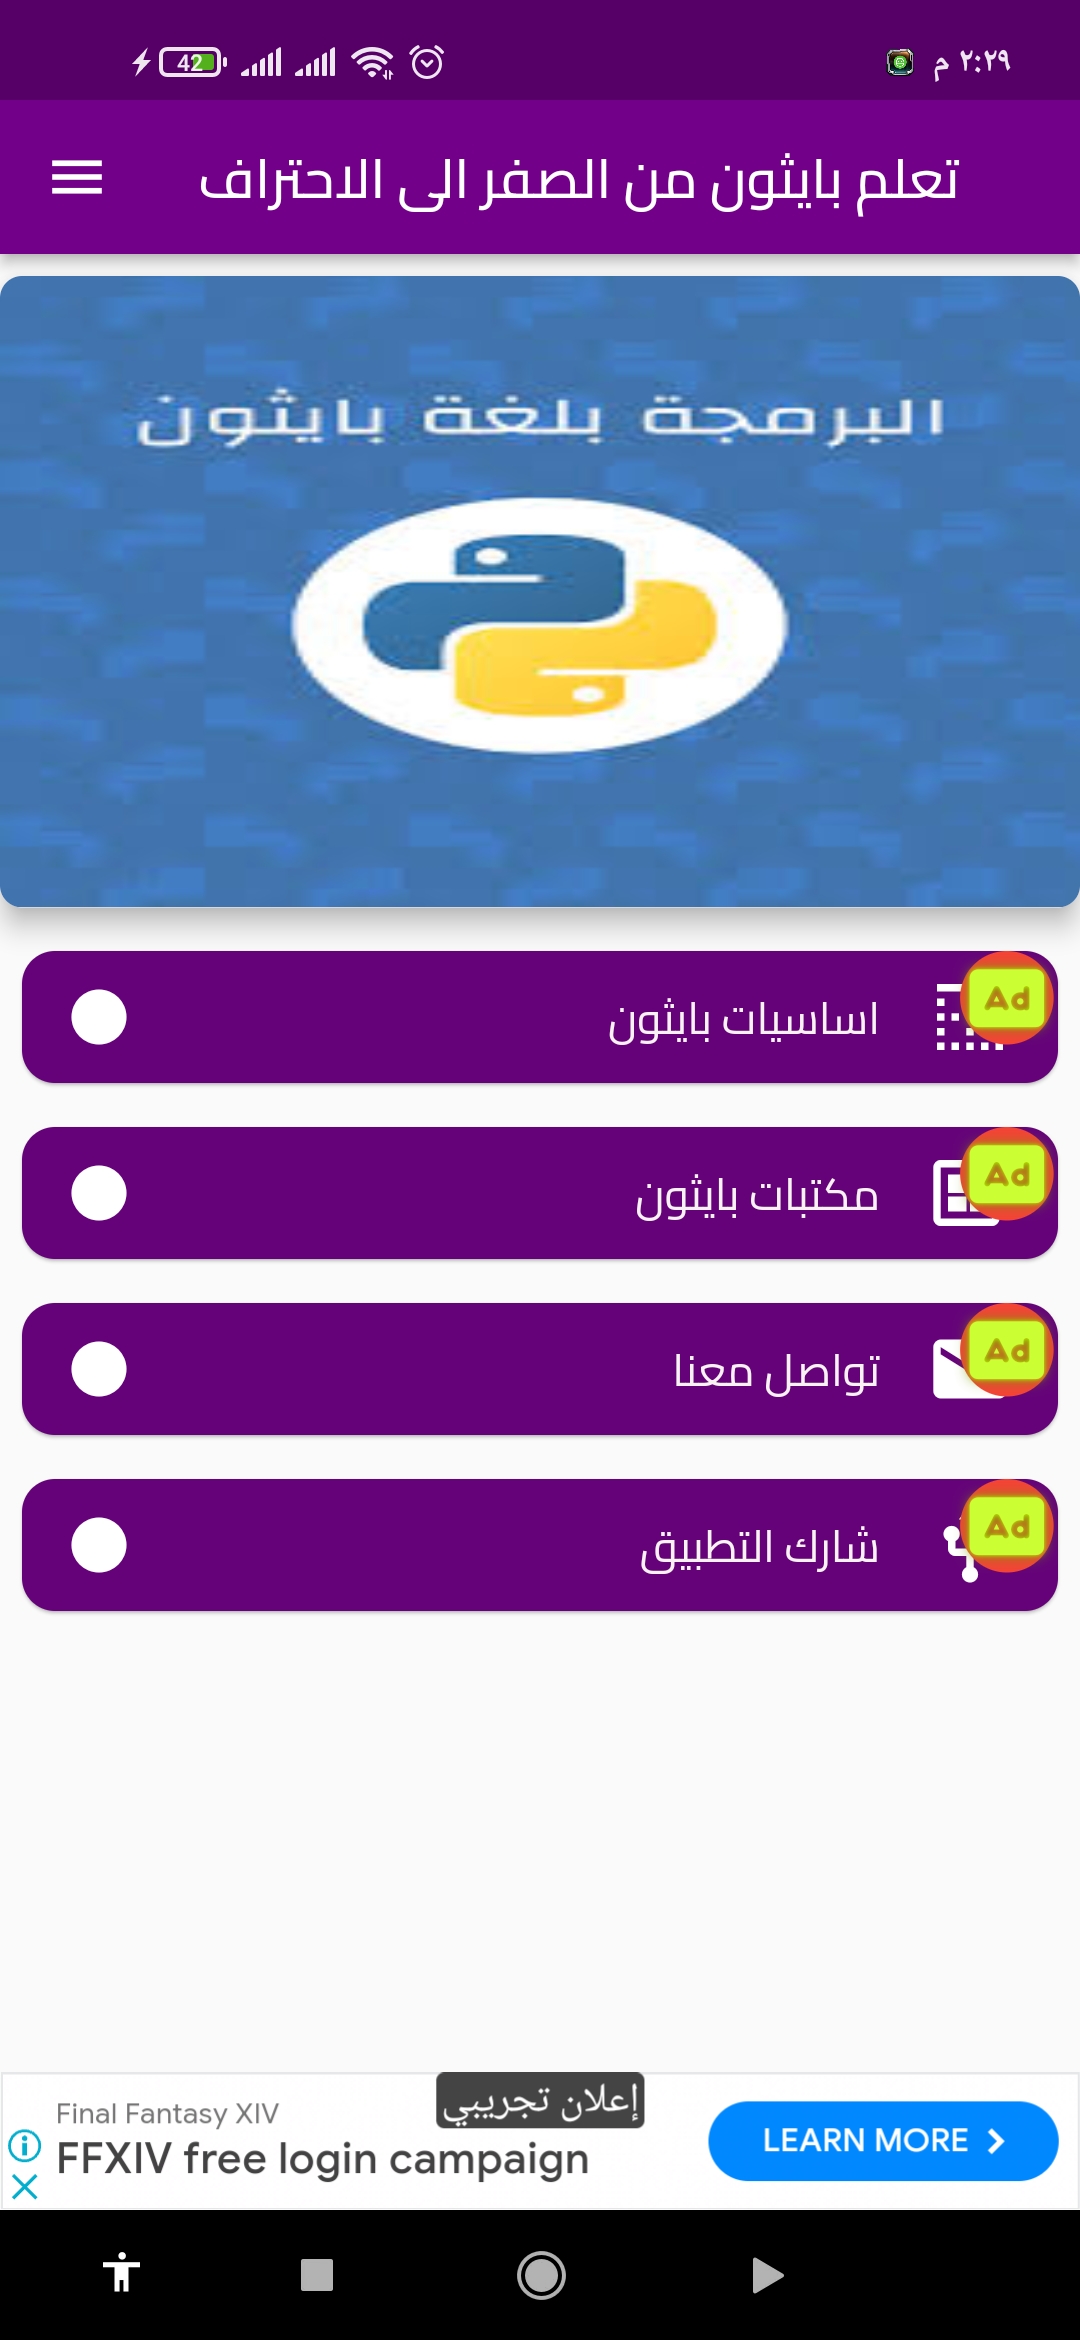 42
٢:٢٩ م
تعلم بايثون من الصفر الى الاحتراف
البرمجة بلغة بايثون
اساسيات بايثون
Ad
مكتبات بايثون
Ad
تواصل معنا
Ad
شارك التطبيق
Ad
إعلان تجريبي
Final Fantasy XIV
FFXIV free login campaign
LEARN MORE